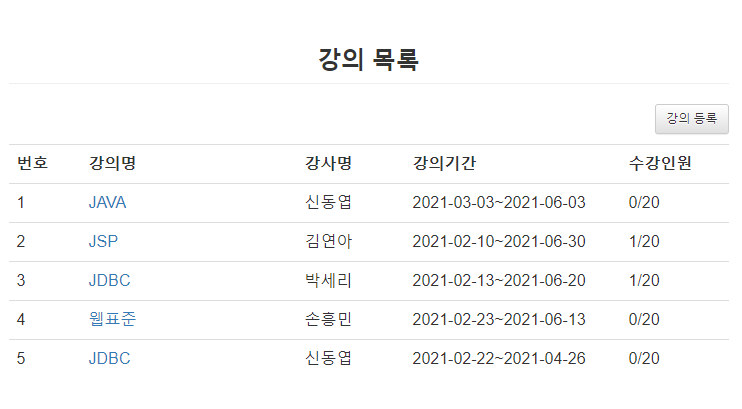 강의 목록
강의 등록
번호 강의명 강사명 강의기간 수강인원
1 JAVA 신동엽 2021-03-03~2021-06-03 0/20
2 JSP 김연아 2021-02-10~2021-06-30 1/20
3 JDBC 박세리 2021-02-13~2021-06-20 1/20
4 웹표준 손흥민 2021-02-23~2021-06-13 0/20
5 JDBC 신동엽 2021-02-22~2021-04-26 0/20